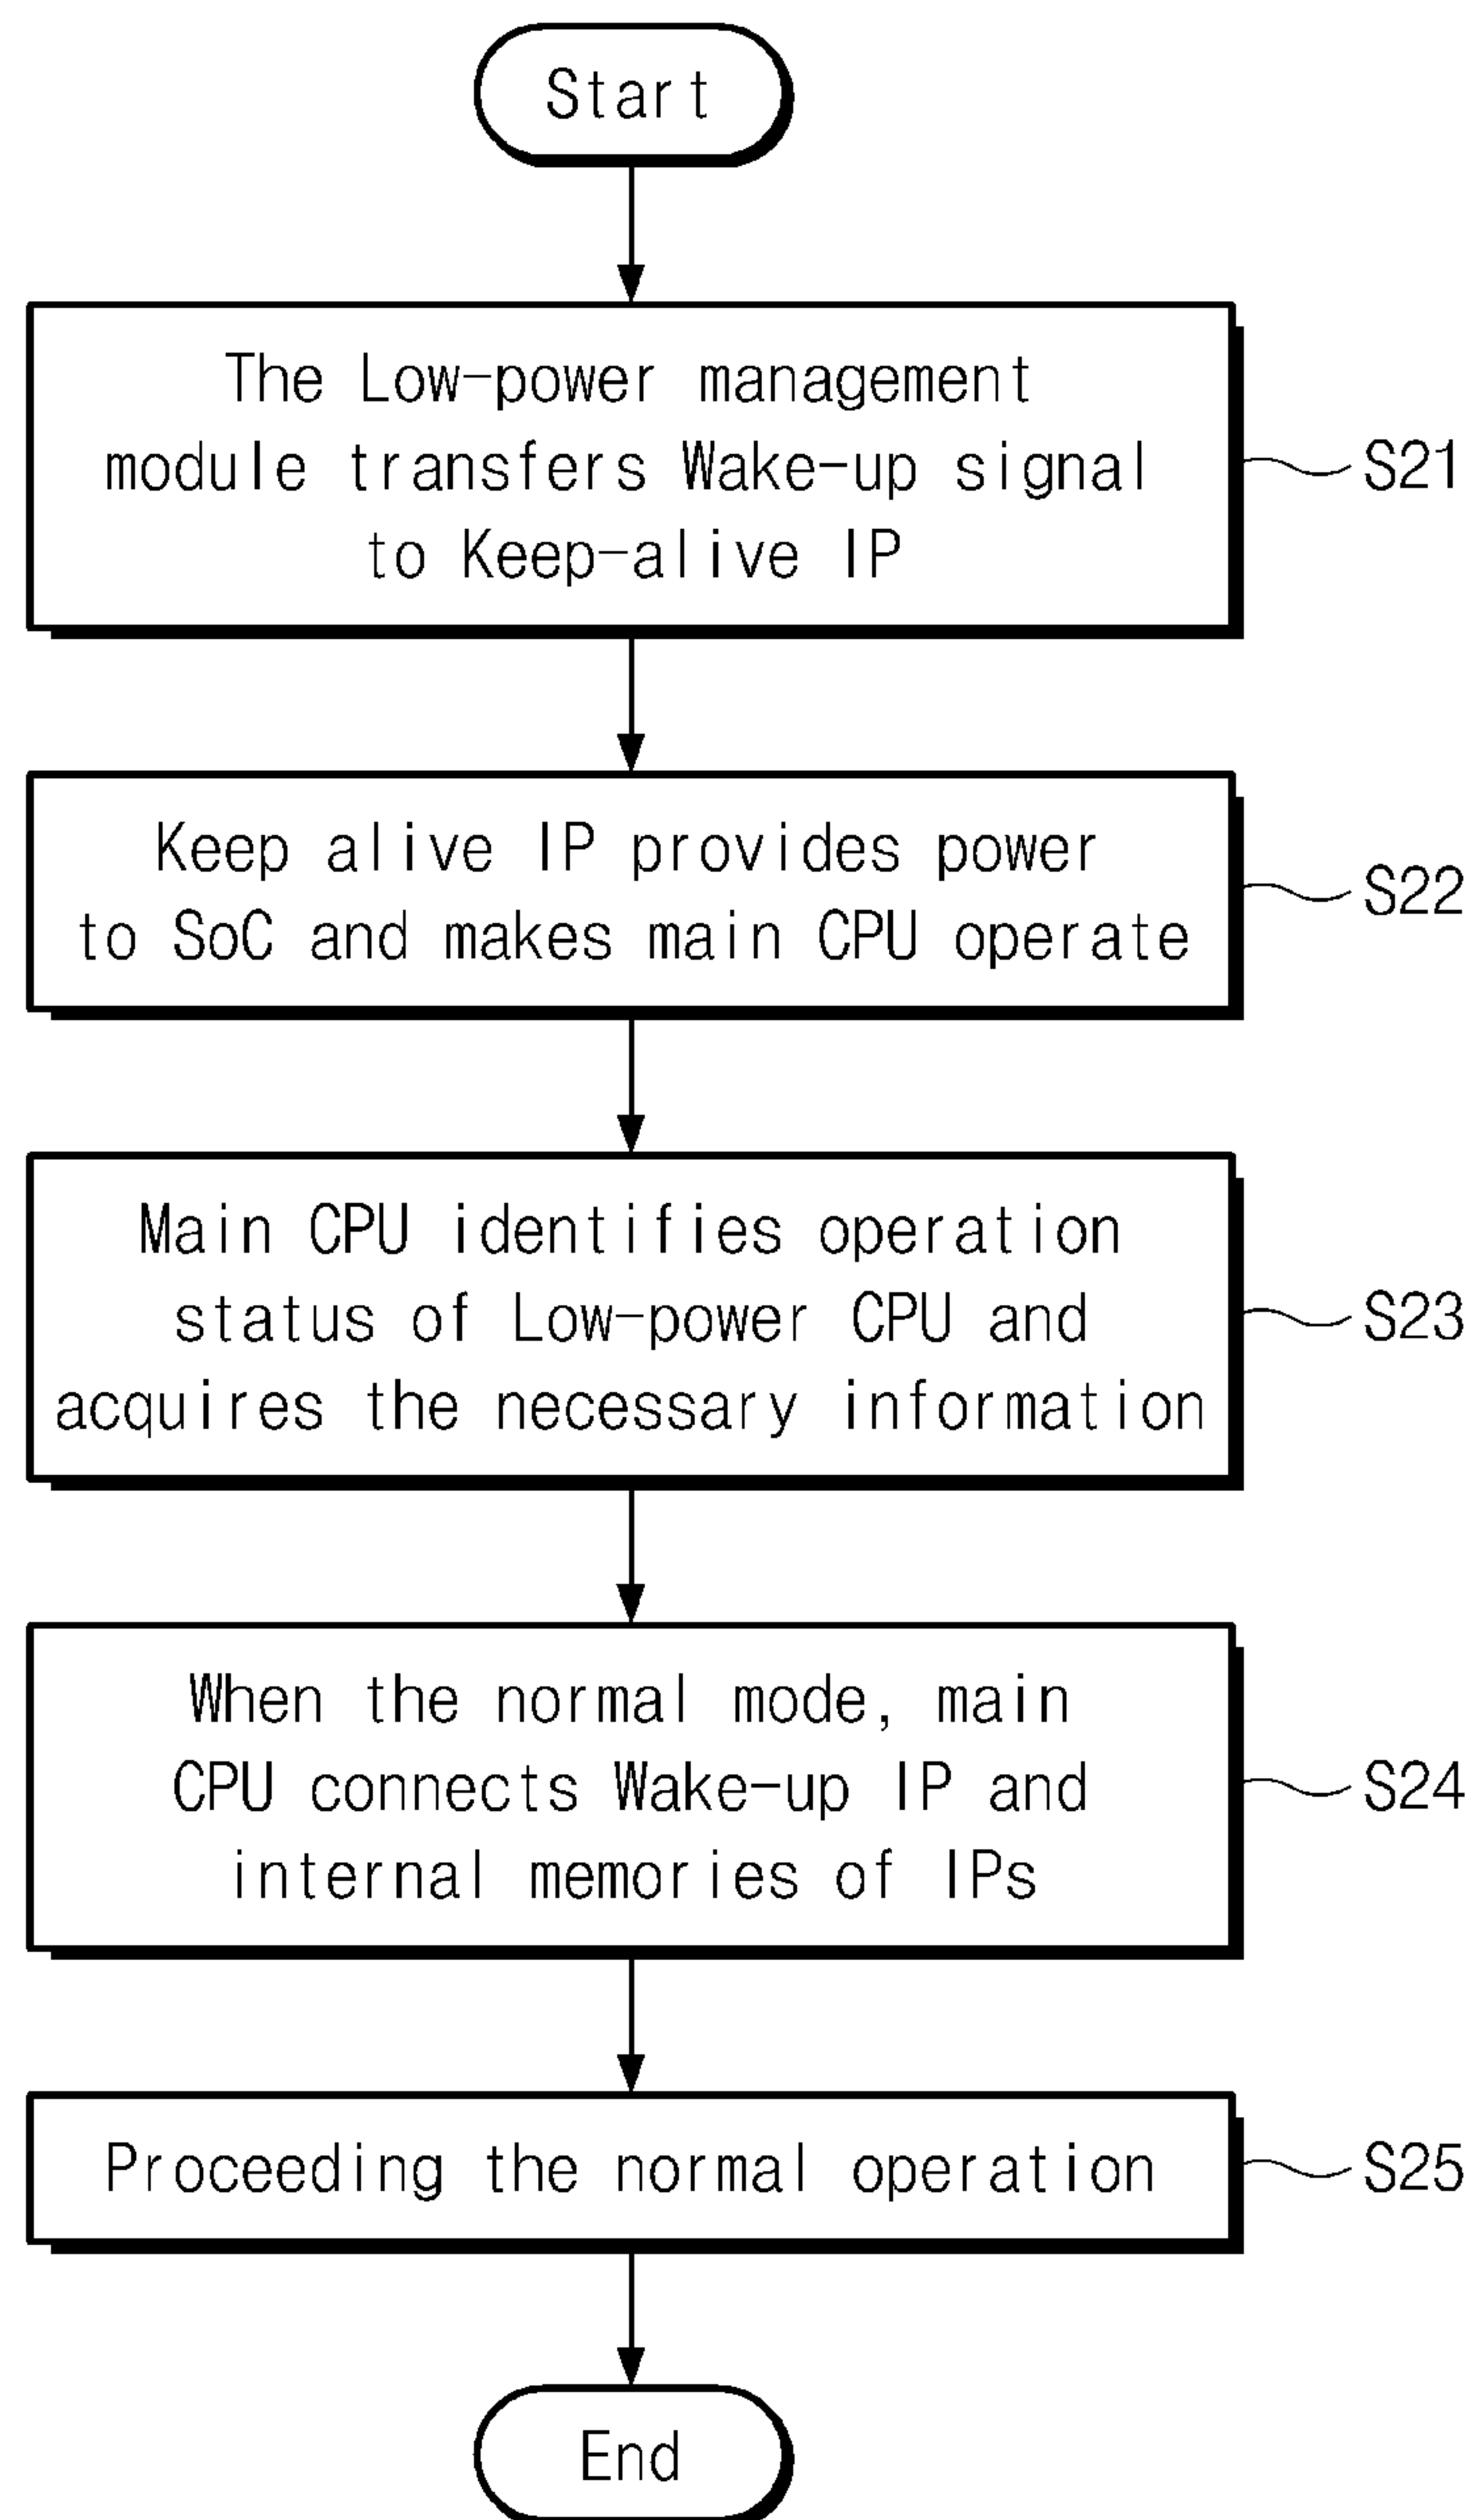 Start
The Low-power management
module transfers Wake-up signal
to Keep-alive IP
S21
Keep alive IP provides power
to SoC and makes main CPU operate
S22
Main CPU identifies operation
status of Low-power CPU and
acquires the necessary information
S23
When the normal mode, main
CPU connects Wake-up IP and
internal memories of IPs
S24
Proceeding the normal operation
S25
End